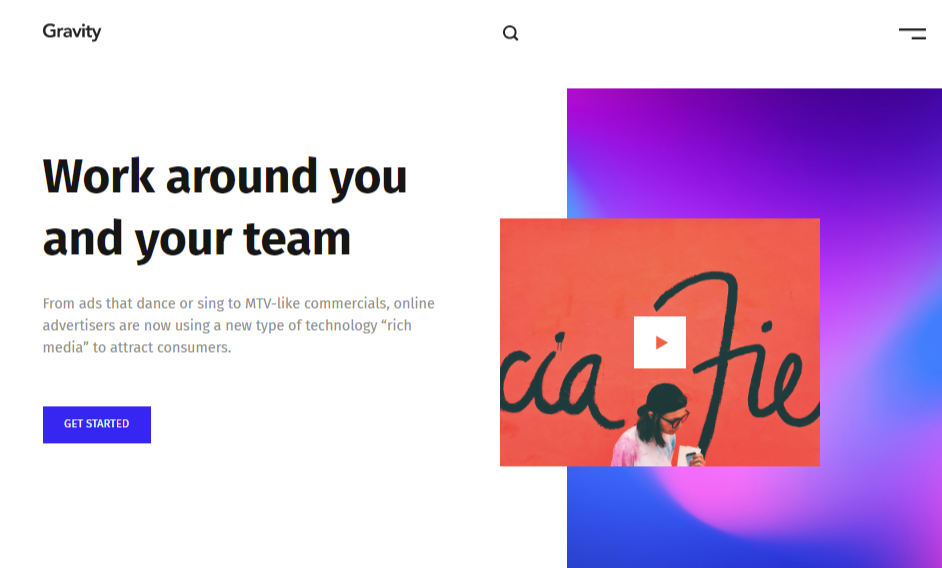 Gravity
Work around you
and your team
From ads that dance or sing to MTV-like commercials, online
advertisers are now using a new type of technology “rich
media” to attract consumers.
cia Fie
GET STARTED